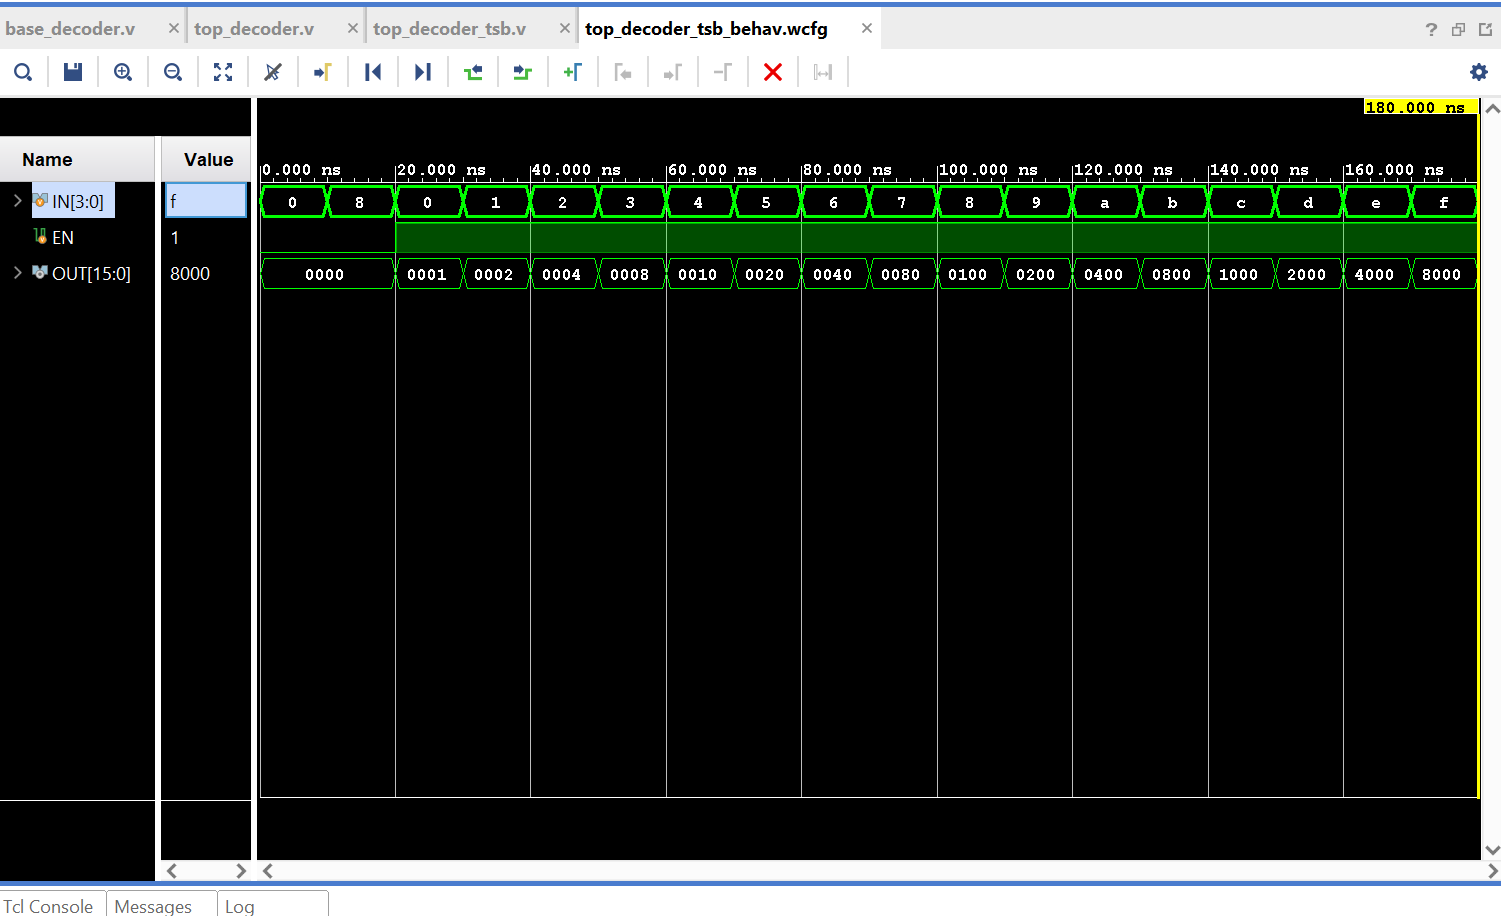 base_decoder.v × top_decoder.v × top_decoder_tsb.v × top_decoder_tsb_behav.wcfg × ?
180.000 ns
Name Value
0.000 ns 20.000 ns 40.000 ns 60.000 ns 80.000 ns 100.000 ns 120.000 ns 140.000 ns 160.000 ns
IN[3:0] f 0 8 0 1 2 3 4 5 6 7 8 9 a b c d e f
EN 1
OUT[15:0] 8000 0000 0001 0002 0004 0008 0010 0020 0040 0080 0100 0200 0400 0800 1000 2000 4000 8000
Tcl Console Messages Log